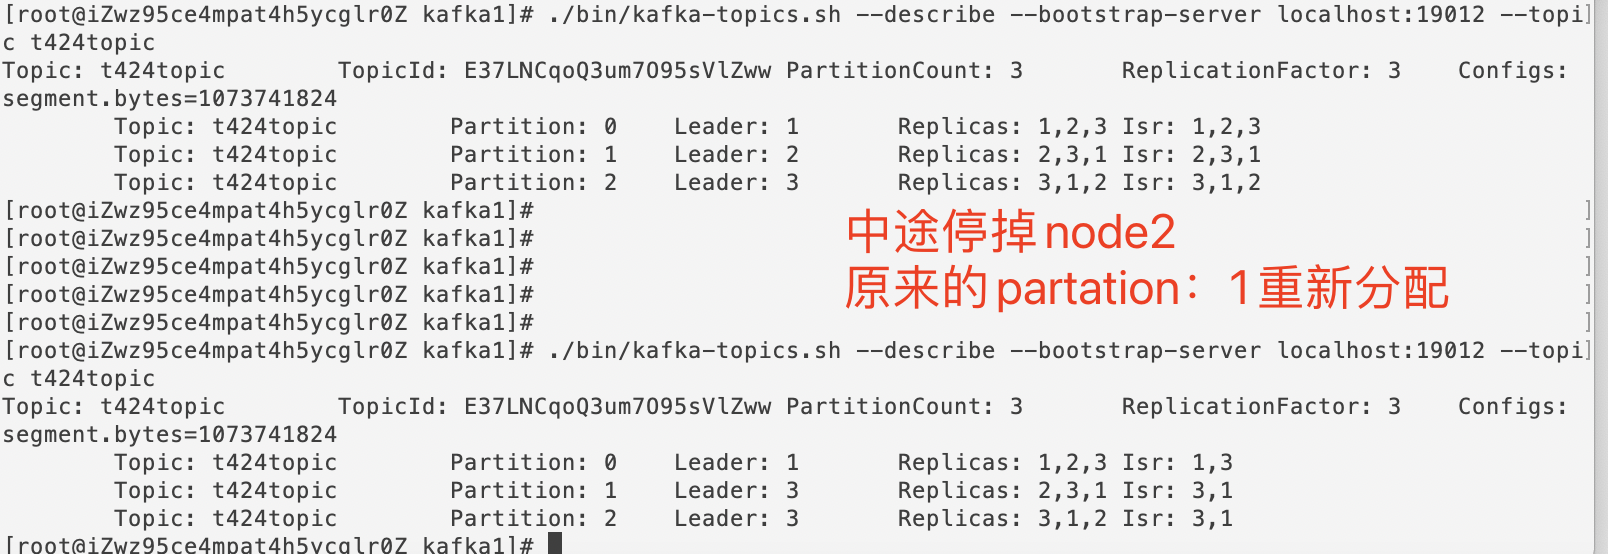 [root@iZwz95ce4mpat4h5ycglr0Z kafka1]# ./bin/kafka-topics.sh --describe --bootstrap-server localhost:19012 --topi]
c t424topic
Topic: t424topic        TopicId: E37LNCqoQ3um7O95sVlZww PartitionCount: 3       ReplicationFactor: 3    Configs:
segment.bytes=1073741824
        Topic: t424topic        Partition: 0    Leader: 1       Replicas: 1,2,3 Isr: 1,2,3
        Topic: t424topic        Partition: 1    Leader: 2       Replicas: 2,3,1 Isr: 2,3,1
        Topic: t424topic        Partition: 2    Leader: 3       Replicas: 3,1,2 Isr: 3,1,2
[root@iZwz95ce4mpat4h5ycglr0Z kafka1]# ]
[root@iZwz95ce4mpat4h5ycglr0Z kafka1]# ]
[root@iZwz95ce4mpat4h5ycglr0Z kafka1]# ]
[root@iZwz95ce4mpat4h5ycglr0Z kafka1]# ]
[root@iZwz95ce4mpat4h5ycglr0Z kafka1]# ]
中途停掉node2
原来的partation：1重新分配
[root@iZwz95ce4mpat4h5ycglr0Z kafka1]# ./bin/kafka-topics.sh --describe --bootstrap-server localhost:19012 --topi]
c t424topic
Topic: t424topic        TopicId: E37LNCqoQ3um7O95sVlZww PartitionCount: 3       ReplicationFactor: 3    Configs:
segment.bytes=1073741824
        Topic: t424topic        Partition: 0    Leader: 1       Replicas: 1,2,3 Isr: 1,3
        Topic: t424topic        Partition: 1    Leader: 3       Replicas: 2,3,1 Isr: 3,1
        Topic: t424topic        Partition: 2    Leader: 3       Replicas: 3,1,2 Isr: 3,1
[root@iZwz95ce4mpat4h5ycglr0Z kafka1]#